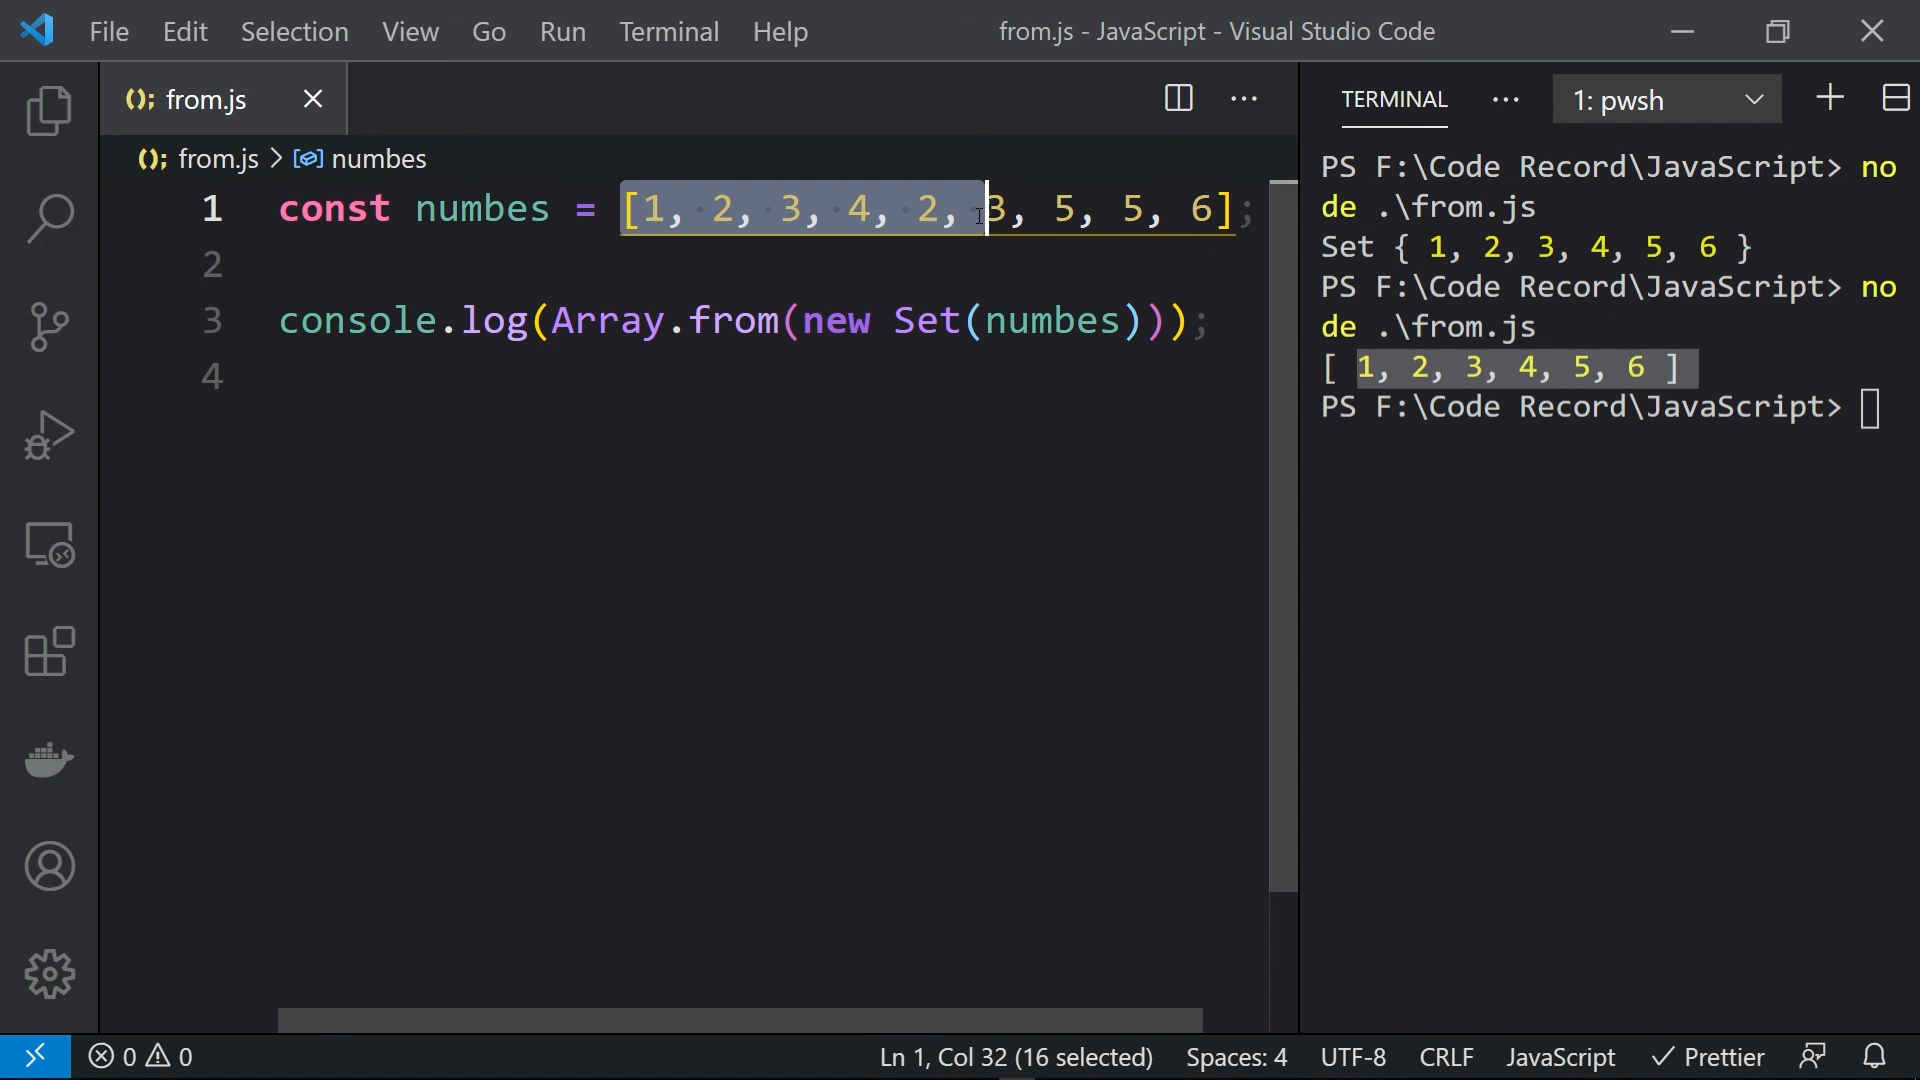 File Edit Selection View Go Run Terminal Help from.js - JavaScript - Visual Studio Code
from.js
from.js > numbes
1 const numbes = [1, 2, 3, 4, 2, 3, 5, 5, 6];
2
3 console.log(Array.from(new Set(numbes)));
4
TERMINAL 1: pwsh
PS F:\Code Record\JavaScript> no
de .\from.js
Set { 1, 2, 3, 4, 5, 6 }
PS F:\Code Record\JavaScript> no
de .\from.js
[ 1, 2, 3, 4, 5, 6 ]
PS F:\Code Record\JavaScript>
0 0 Ln 1, Col 32 (16 selected) Spaces: 4 UTF-8 CRLF JavaScript Prettier